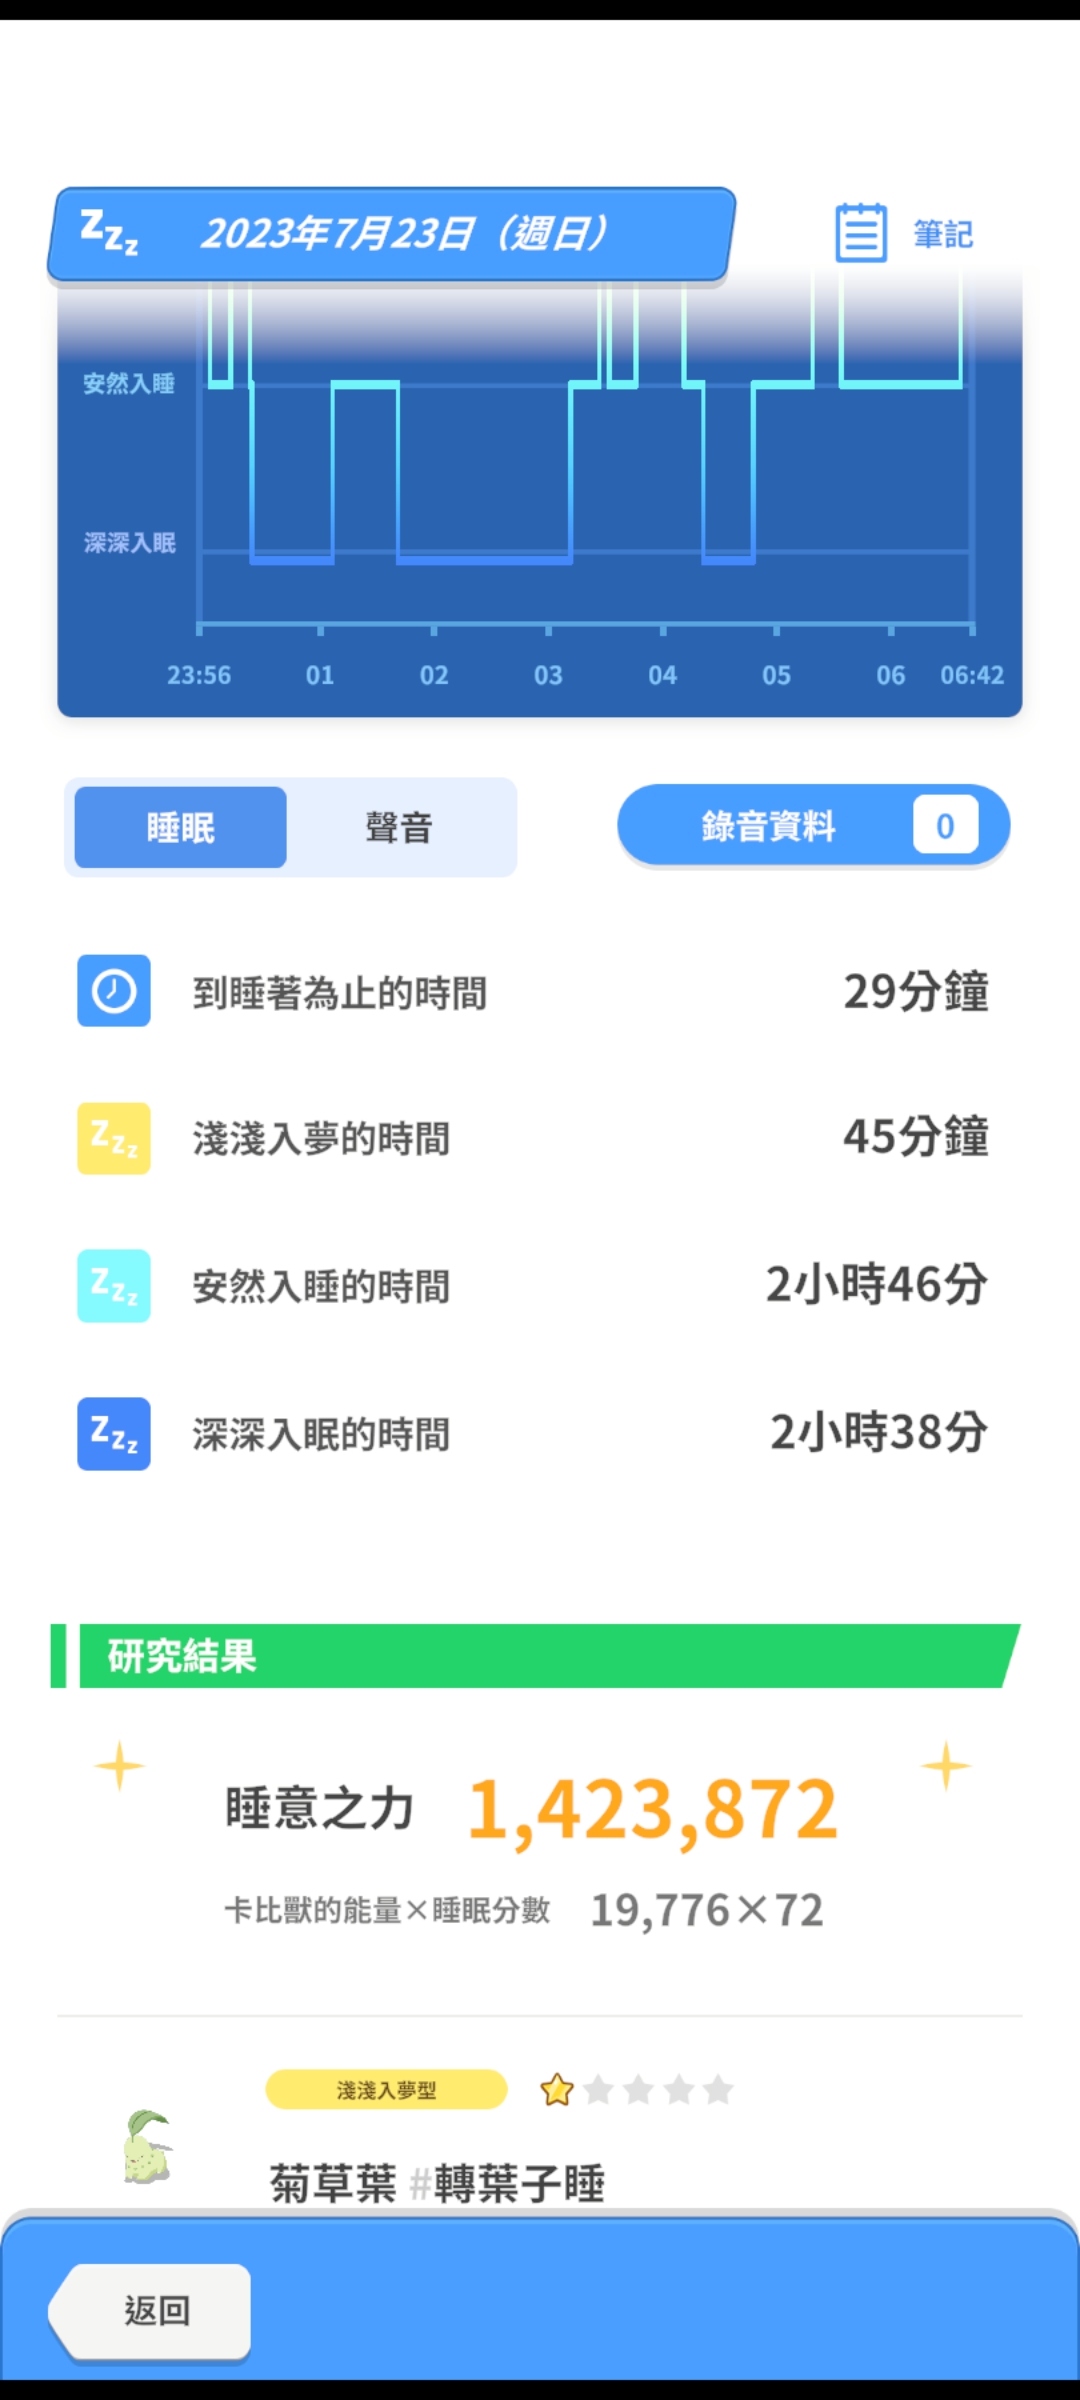 zzz 2023年7月23日（週日） 筆記
安然入睡
深深入眠
23:56 01 02 03 04 05 06 06:42
睡眠 聲音 錄音資料 0
到睡著為止的時間 29分鐘
zzz 淺淺入夢的時間 45分鐘
zzz 安然入睡的時間 2小時46分
zzz 深深入眠的時間 2小時38分
研究結果
睡意之力 1,423,872
卡比獸的能量×睡眠分數 19,776×72
淺淺入夢型
菊草葉 #轉葉子睡
返回